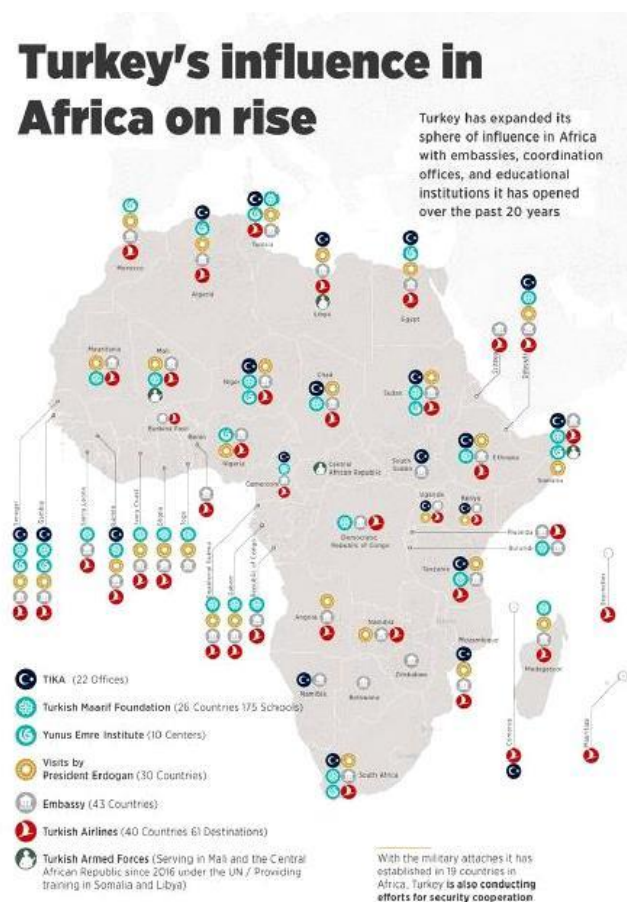 Turkey's influence in
Africa on rise
Turkey has expanded its
sphere of influence in Africa
with embassies, coordination
offices, and educational
institutions it has opened
over the past 20 years
Morocco
Algeria
Tunisia
Libya
Egypt
Eritrea
Djibouti
Mauritania
Mali
Niger
Chad
Sudan
Burkina Faso
Benin
Nigeria
Cameroon
Central
African Republic
South
Sudan
Ethiopia
Somalia
Uganda
Kenya
Senegal
Gambia
Sierra Leone
Ivory Coast
Ghana
Togo
Equatorial Guinea
Gabon
Republic of Congo
Democratic
Republic of Congo
Rwanda
Burundi
Tanzania
Seychelles
Angola
Namibia
Mozambique
Zimbabwe
Madagascar
Namibia
Botswana
Comoros
Mauritius
South Africa
TIKA (22 Offices)
Turkish Maarif Foundation (26 Countries 175 Schools)
Yunus Emre Institute (10 Centers)
Visits by
President Erdogan (30 Countries)
Embassy (43 Countries)
Turkish Airlines (40 Countries 61 Destinations)
Turkish Armed Forces (Serving in Mali and the Central
African Republic since 2016 under the UN / Providing
training in Somalia and Libya)
With the military attaches it has
established in 19 countries in
Africa, Turkey is also conducting
efforts for security cooperation